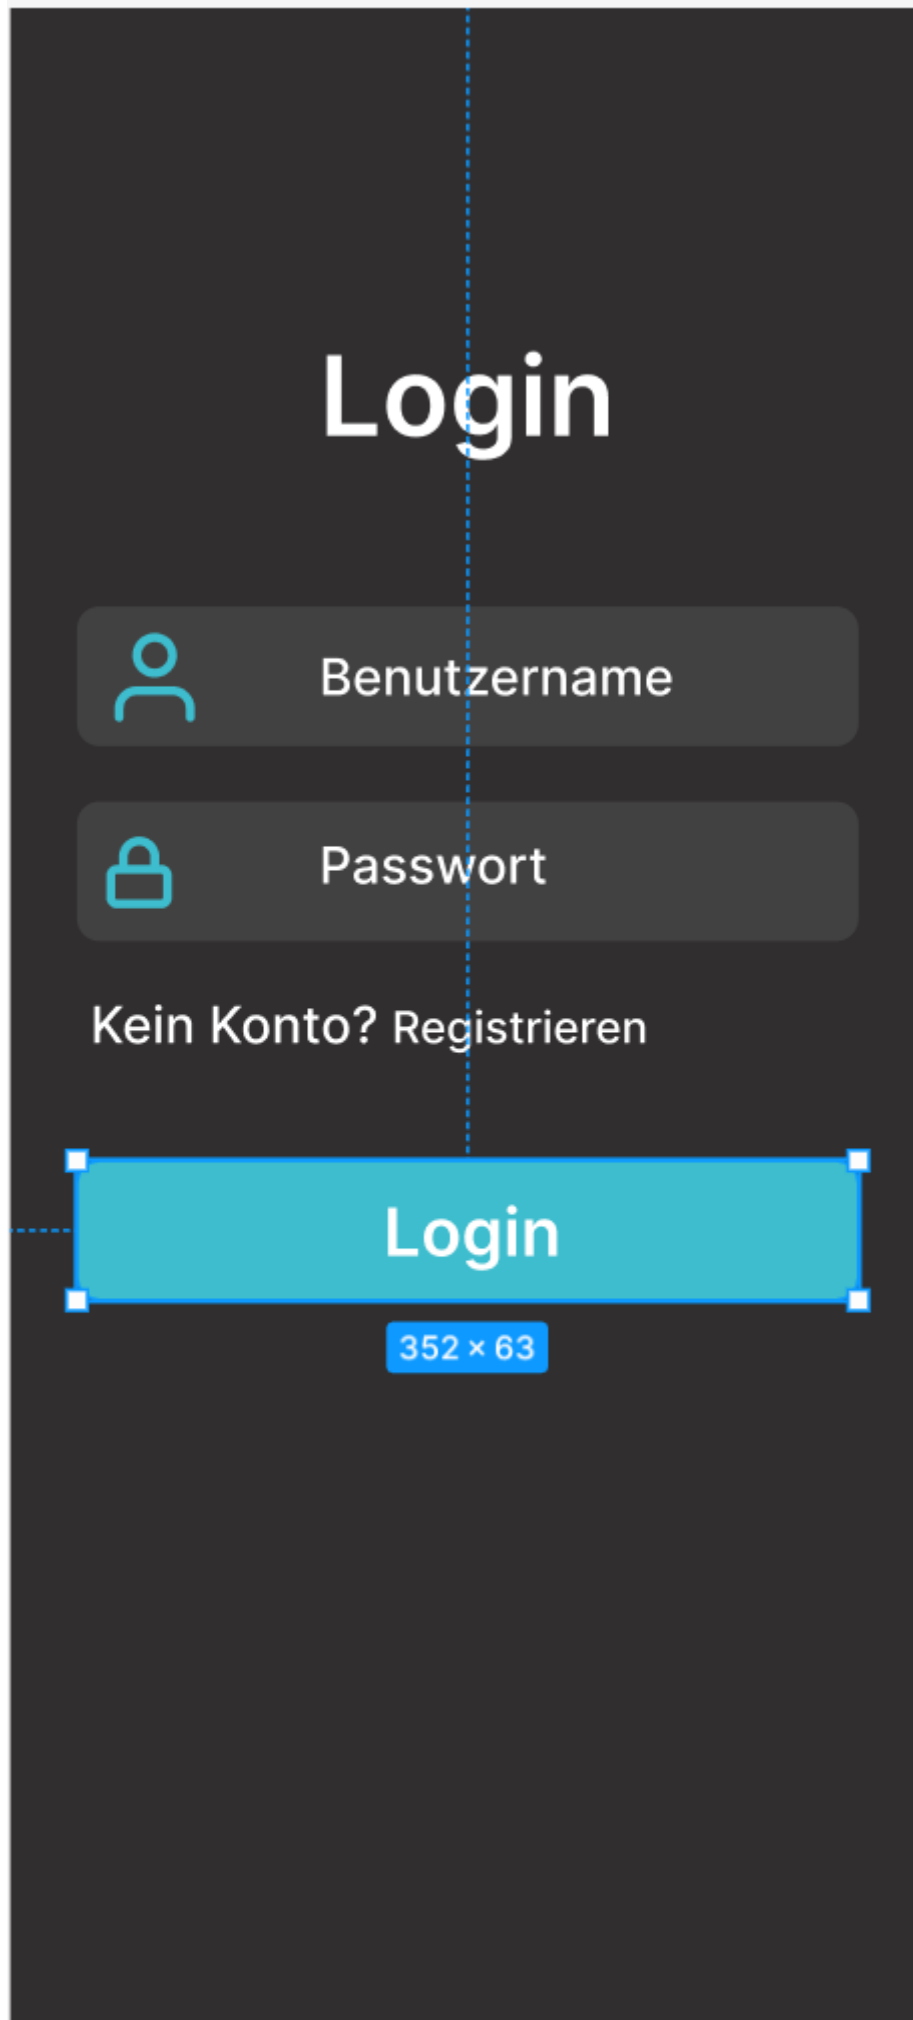 Login
Benutzername
Passwort
Kein Konto? Registrieren
Login
352 × 63